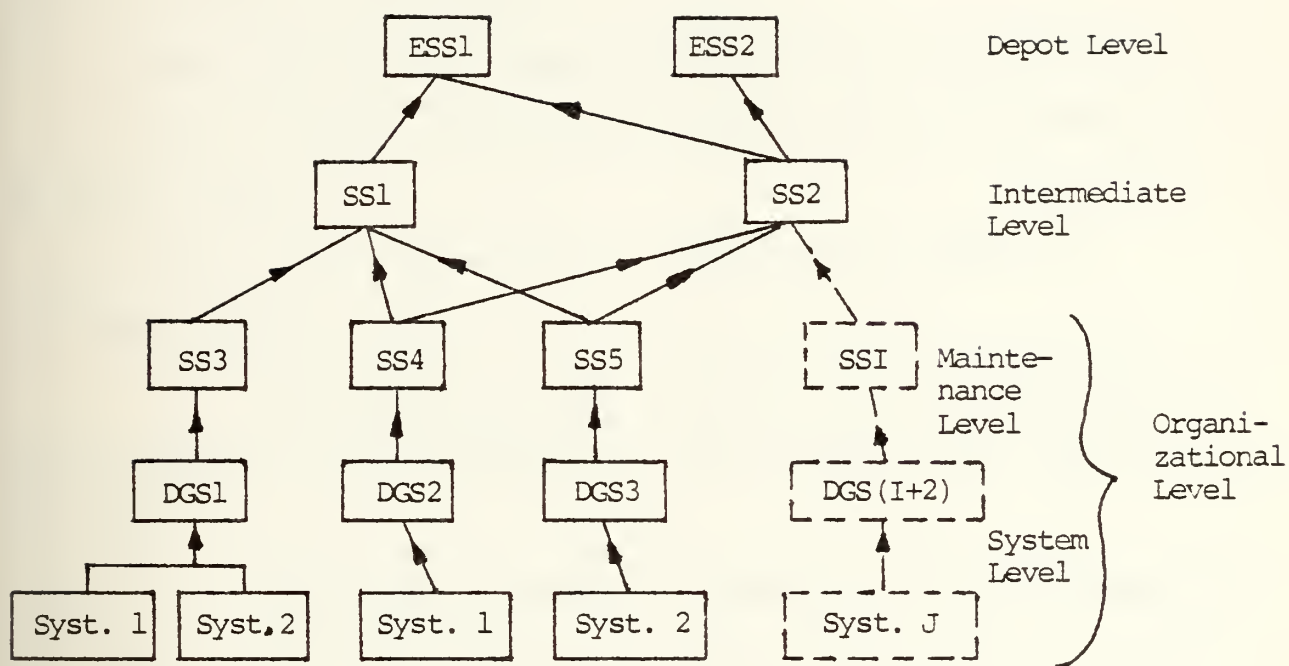 ESS1
ESS2
Depot Level
SS1
SS2
Intermediate
Level
SS3
SS4
SS5
SSI
Mainte-
nance
Level
Organi-
zational
Level
DGS1
DGS2
DGS3
DGS(I+2)
System
Level
Syst. 1
Syst. 2
Syst. 1
Syst. 2
Syst. J